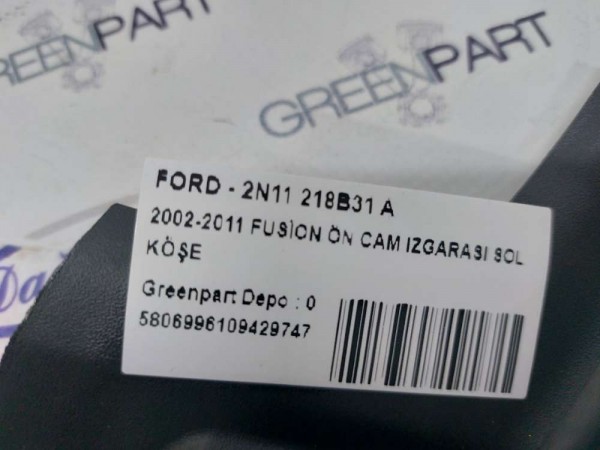 GREENPART
GREENPART
FORD - 2N11 218B31 A
2002-2011 FUSİON ÖN CAM IZGARASI SOL
KÖŞE
Greenpart Depo : 0
5806996109429747